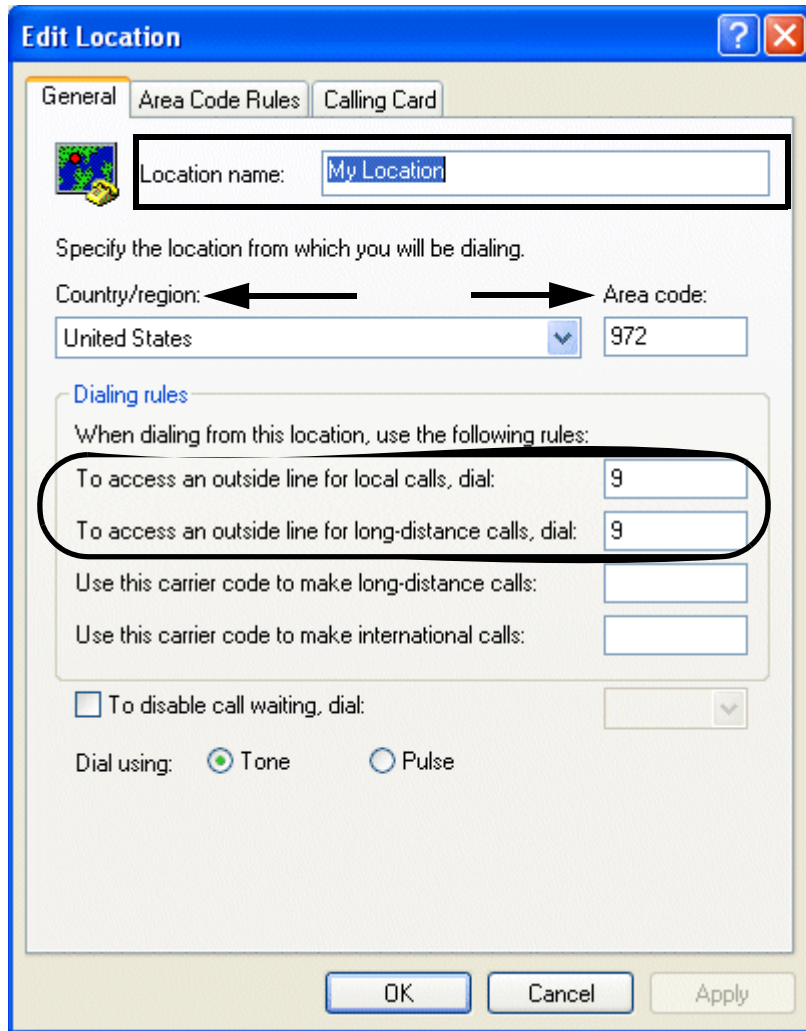 Edit Location
General Area Code Rules Calling Card
Location name: My Location
Specify the location from which you will be dialing.
Country/region: Area code:
United States 972
Dialing rules
When dialing from this location, use the following rules:
To access an outside line for local calls, dial: 9
To access an outside line for long-distance calls, dial: 9
Use this carrier code to make long-distance calls:
Use this carrier code to make international calls:
To disable call waiting, dial:
Dial using: Tone Pulse
OK Cancel Apply